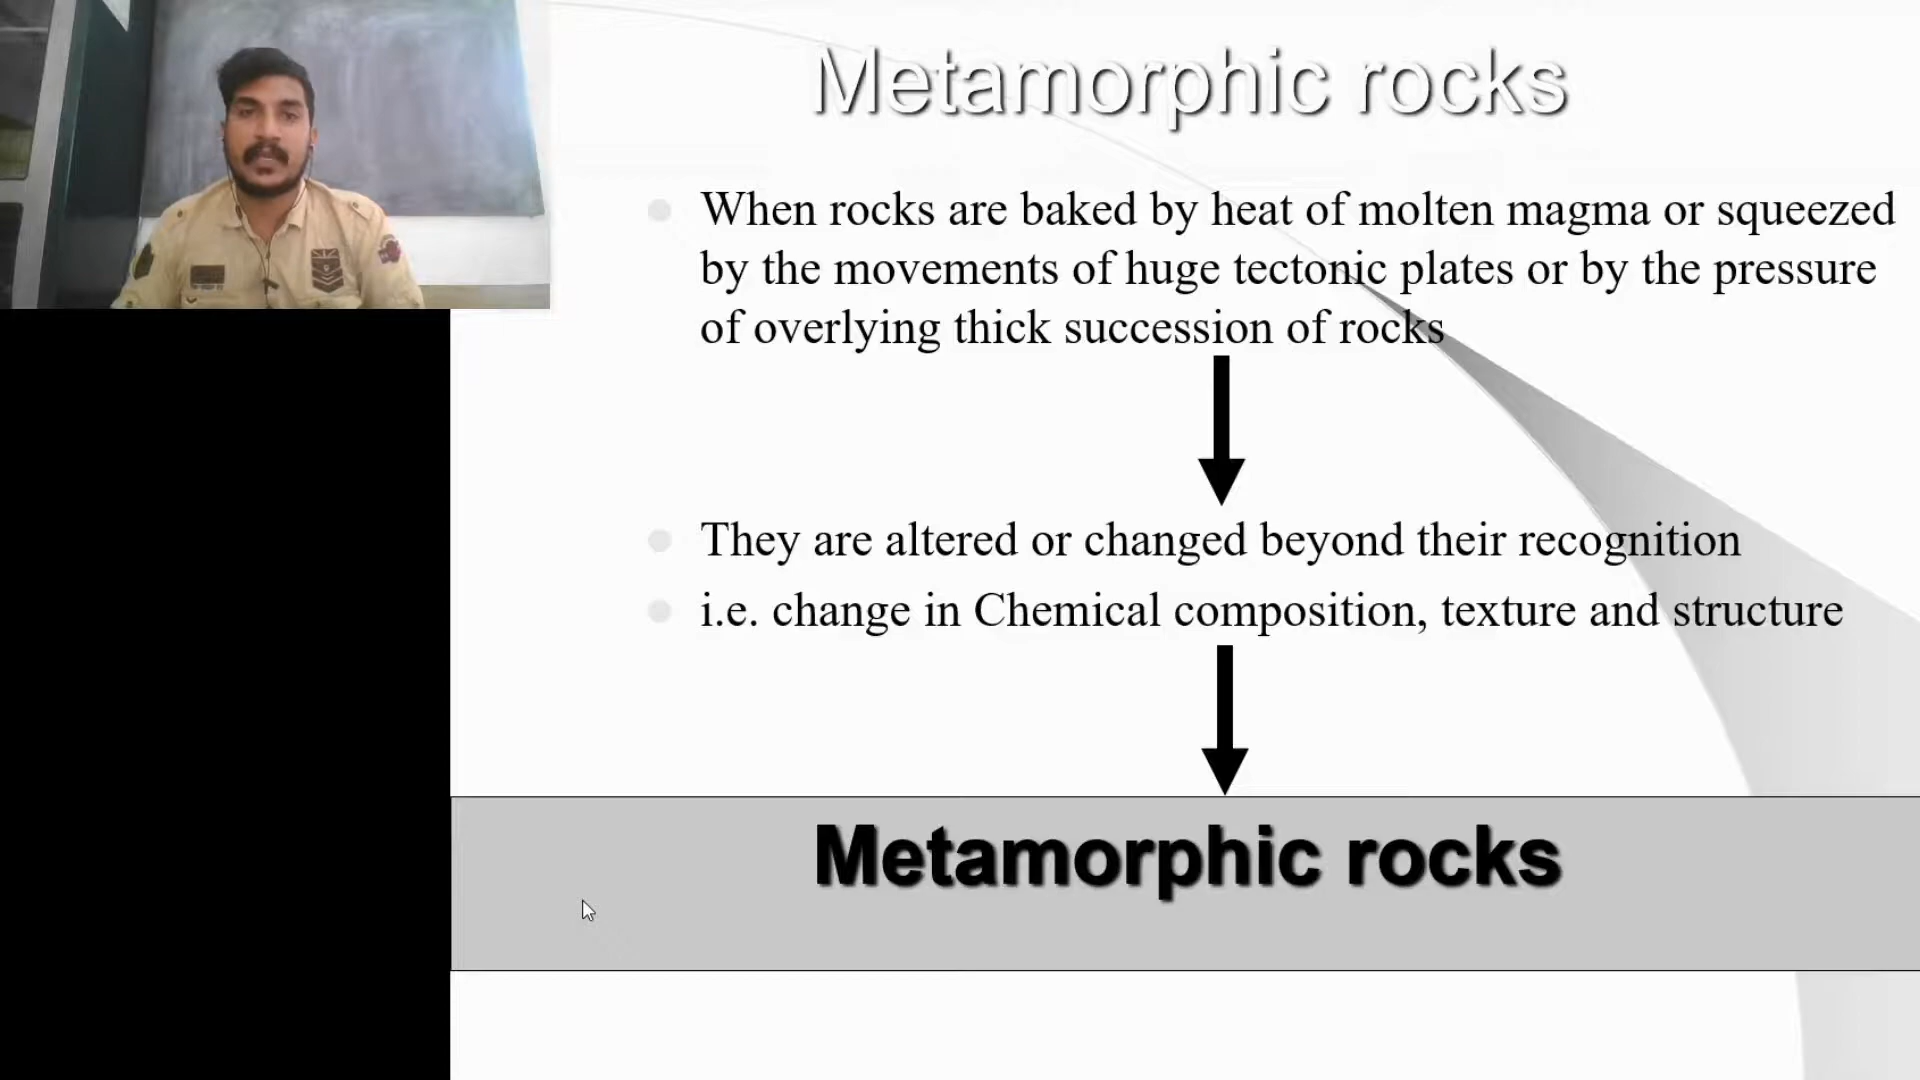 Metamorphic rocks
When rocks are baked by heat of molten magma or squeezed
by the movements of huge tectonic plates or by the pressure
of overlying thick succession of rocks
They are altered or changed beyond their recognition
i.e. change in Chemical composition, texture and structure
Metamorphic rocks